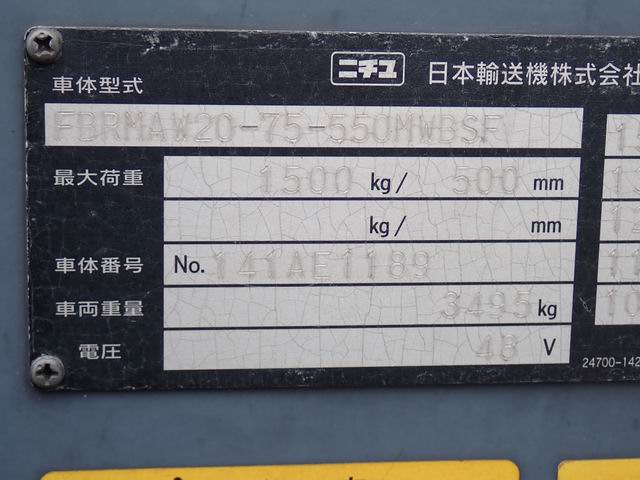 ニチユ 日本輸送機株式会社
車体型式
FBRMAW20-75-550MWBSF
最大荷重 1500 kg/ 500 mm
kg/ mm
車体番号 No. 141AE1189
車両重量 3495 kg
電圧 48 V
24700-142